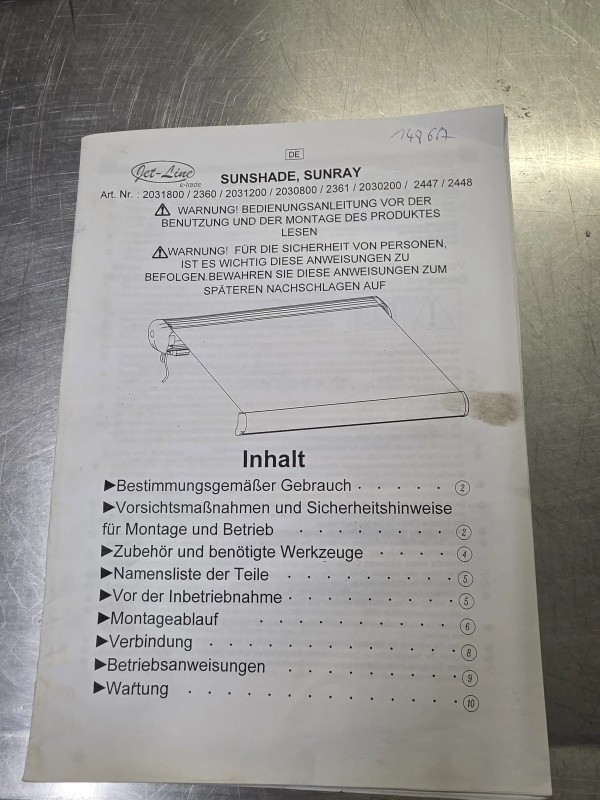 149667
DE
Jet-Line
e-trade
SUNSHADE, SUNRAY
Art. Nr. : 2031800 / 2360 / 2031200 / 2030800 / 2361 / 2030200 / 2447 / 2448
WARNUNG! BEDIENUNGSANLEITUNG VOR DER
BENUTZUNG UND DER MONTAGE DES PRODUKTES
LESEN
WARNUNG! FÜR DIE SICHERHEIT VON PERSONEN,
IST ES WICHTIG DIESE ANWEISUNGEN ZU
BEFOLGEN.BEWAHREN SIE DIESE ANWEISUNGEN ZUM
SPÄTEREN NACHSCHLAGEN AUF
Inhalt
►Bestimmungsgemäßer Gebrauch · · · · · 2
►Vorsichtsmaßnahmen und Sicherheitshinweise
für Montage und Betrieb · · · · · · · 2
►Zubehör und benötigte Werkzeuge · · · · 4
►Namensliste der Teile · · · · · · · · 5
►Vor der Inbetriebnahme · · · · · · · · 5
►Montageablauf · · · · · · · · · 6
►Verbindung · · · · · · · · · · 8
►Betriebsanweisungen · · · · · · · · 9
►Wartung · · · · · · · · · · · · 10